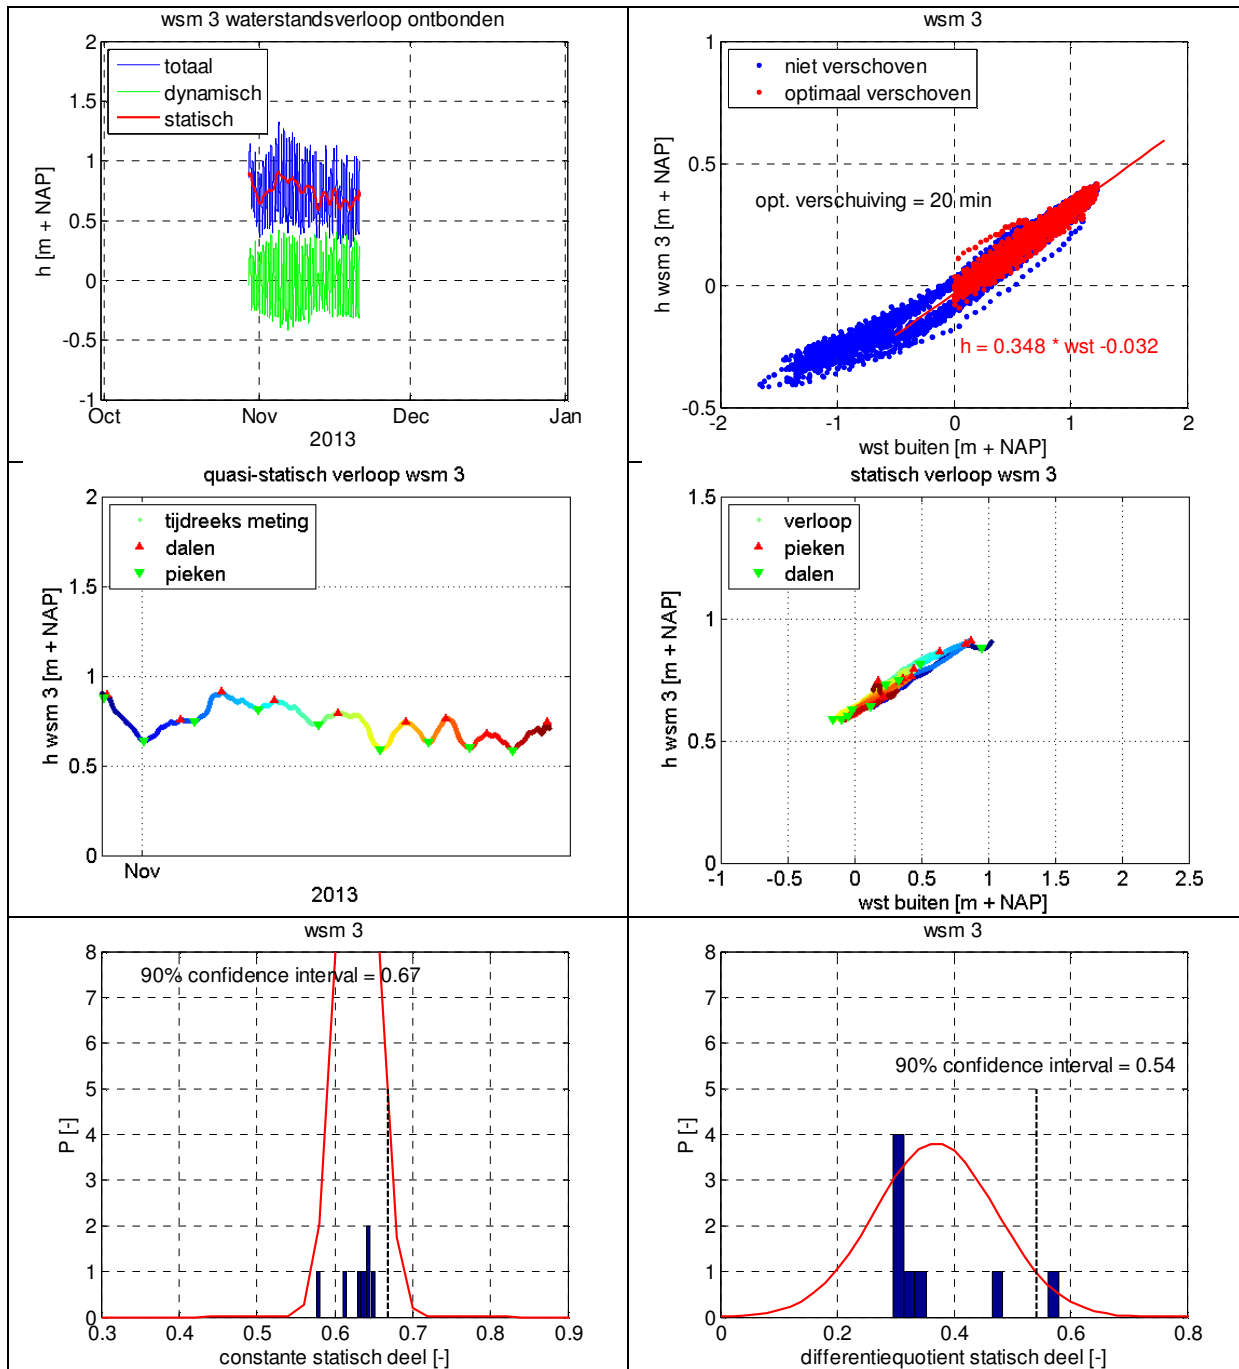 wsm 3 waterstandsverloop ontbonden
totaal
dynamisch
statisch
h [m + NAP]
2
1.5
1
0.5
0
-0.5
-1
Oct
Nov
Dec
Jan
2013
wsm 3
niet verschoven
optimaal verschoven
opt. verschuiving = 20 min
h = 0.348 * wst -0.032
h wsm 3 [m + NAP]
1
0.5
0
-0.5
-2
-1
0
1
2
wst buiten [m + NAP]
quasi-statisch verloop wsm 3
tijdreeks meting
dalen
pieken
h wsm 3 [m + NAP]
2
1.5
1
0.5
0
Nov
2013
statisch verloop wsm 3
verloop
pieken
dalen
h wsm 3 [m + NAP]
1.5
1
0.5
0
-1
-0.5
0
0.5
1
1.5
2
2.5
wst buiten [m + NAP]
wsm 3
90% confidence interval = 0.67
P [-]
8
7
6
5
4
3
2
1
0
0.3
0.4
0.5
0.6
0.7
0.8
0.9
constante statisch deel [-]
wsm 3
90% confidence interval = 0.54
P [-]
8
7
6
5
4
3
2
1
0
0
0.2
0.4
0.6
0.8
differentiequotient statisch deel [-]